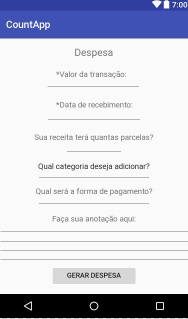 7:00
CountApp
Despesa
*Valor da transação:
*Data de recebimento:
Sua receita terá quantas parcelas?
Qual categoria deseja adicionar?
Qual será a forma de pagamento?
Faça sua anotação aqui:
GERAR DESPESA